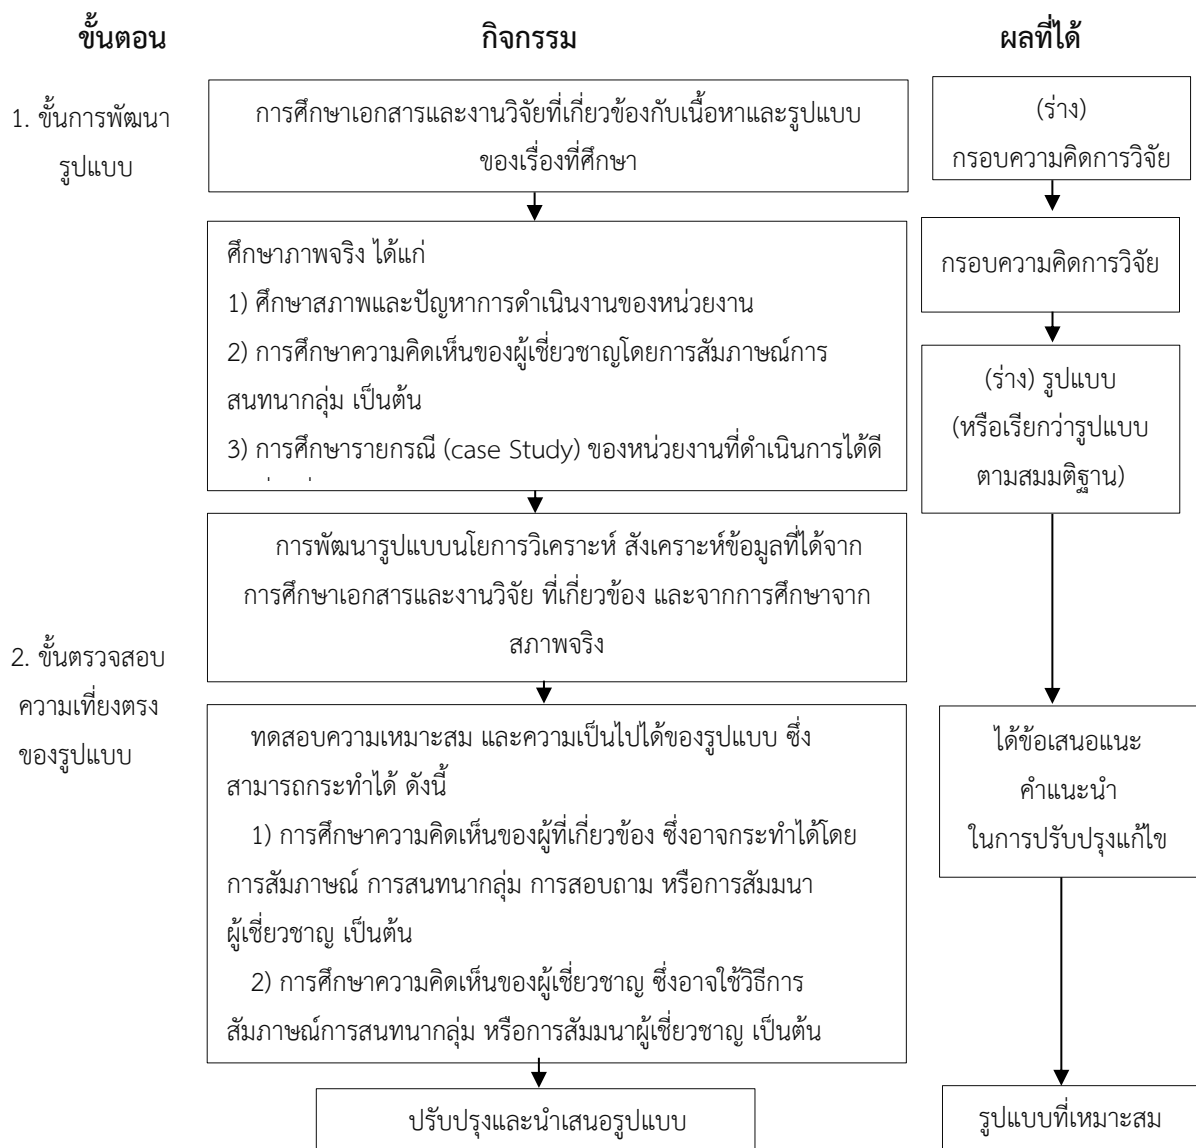 ขั้นตอน
กิจกรรม
ผลที่ได้
1. ขั้นการพัฒนา
รูปแบบ
การศึกษาเอกสารและงานวิจัยที่เกี่ยวข้องกับเนื้อหาและรูปแบบ
ของเรื่องที่ศึกษา
(ร่าง)
กรอบความคิดการวิจัย
ศึกษาภาพจริง ได้แก่
1) ศึกษาสภาพและปัญหาการดำเนินงานของหน่วยงาน
2) การศึกษาความคิดเห็นของผู้เชี่ยวชาญโดยการสัมภาษณ์การ
สนทนากลุ่ม เป็นต้น
3) การศึกษารายกรณี (case Study) ของหน่วยงานที่ดำเนินการได้ดี
กรอบความคิดการวิจัย
(ร่าง) รูปแบบ
(หรือเรียกว่ารูปแบบ
ตามสมมติฐาน)
การพัฒนารูปแบบนโยการวิเคราะห์ สังเคราะห์ข้อมูลที่ได้จาก
การศึกษาเอกสารและงานวิจัย ที่เกี่ยวข้อง และจากการศึกษาจาก
สภาพจริง
2. ขั้นตรวจสอบ
ความเที่ยงตรง
ของรูปแบบ
ทดสอบความเหมาะสม และความเป็นไปได้ของรูปแบบ ซึ่ง
สามารถกระทำได้ ดังนี้
1) การศึกษาความคิดเห็นของผู้ที่เกี่ยวข้อง ซึ่งอาจกระทำได้โดย
การสัมภาษณ์ การสนทนากลุ่ม การสอบถาม หรือการสัมมนา
ผู้เชี่ยวชาญ เป็นต้น
2) การศึกษาความคิดเห็นของผู้เชี่ยวชาญ ซึ่งอาจใช้วิธีการ
สัมภาษณ์การสนทนากลุ่ม หรือการสัมมนาผู้เชี่ยวชาญ เป็นต้น
ได้ข้อเสนอแนะ
คำแนะนำ
ในการปรับปรุงแก้ไข
ปรับปรุงและนำเสนอรูปแบบ
รูปแบบที่เหมาะสม